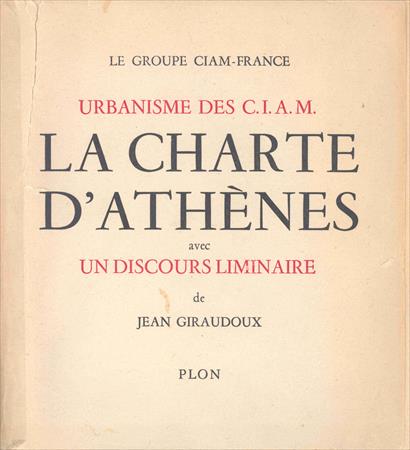 LE GROUPE CIAM-FRANCE
URBANISME DES C.I.A.M.
LA CHARTE
D'ATHÈNES
avec
UN DISCOURS LIMINAIRE
de
JEAN GIRAUDOUX
PLON